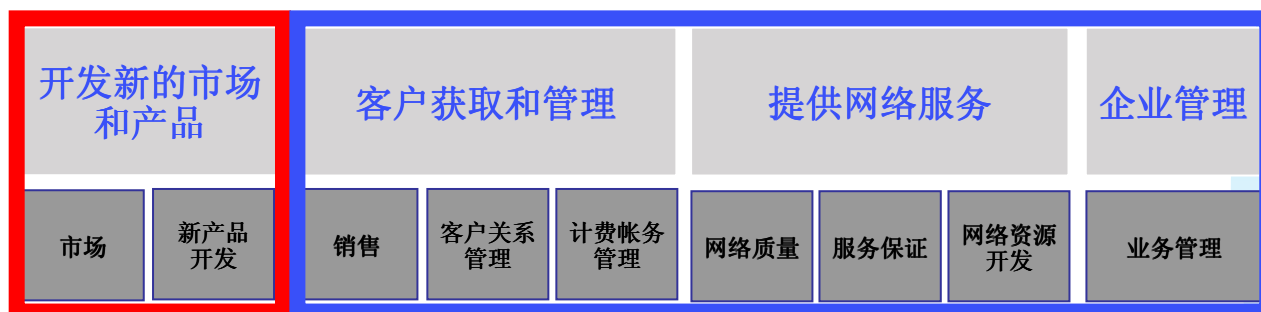 开发新的市场
和产品
客户获取和管理
提供网络服务
企业管理
市场
新产品
开发
销售
客户关系
管理
计费帐务
管理
网络质量
服务保证
网络资源
开发
业务管理